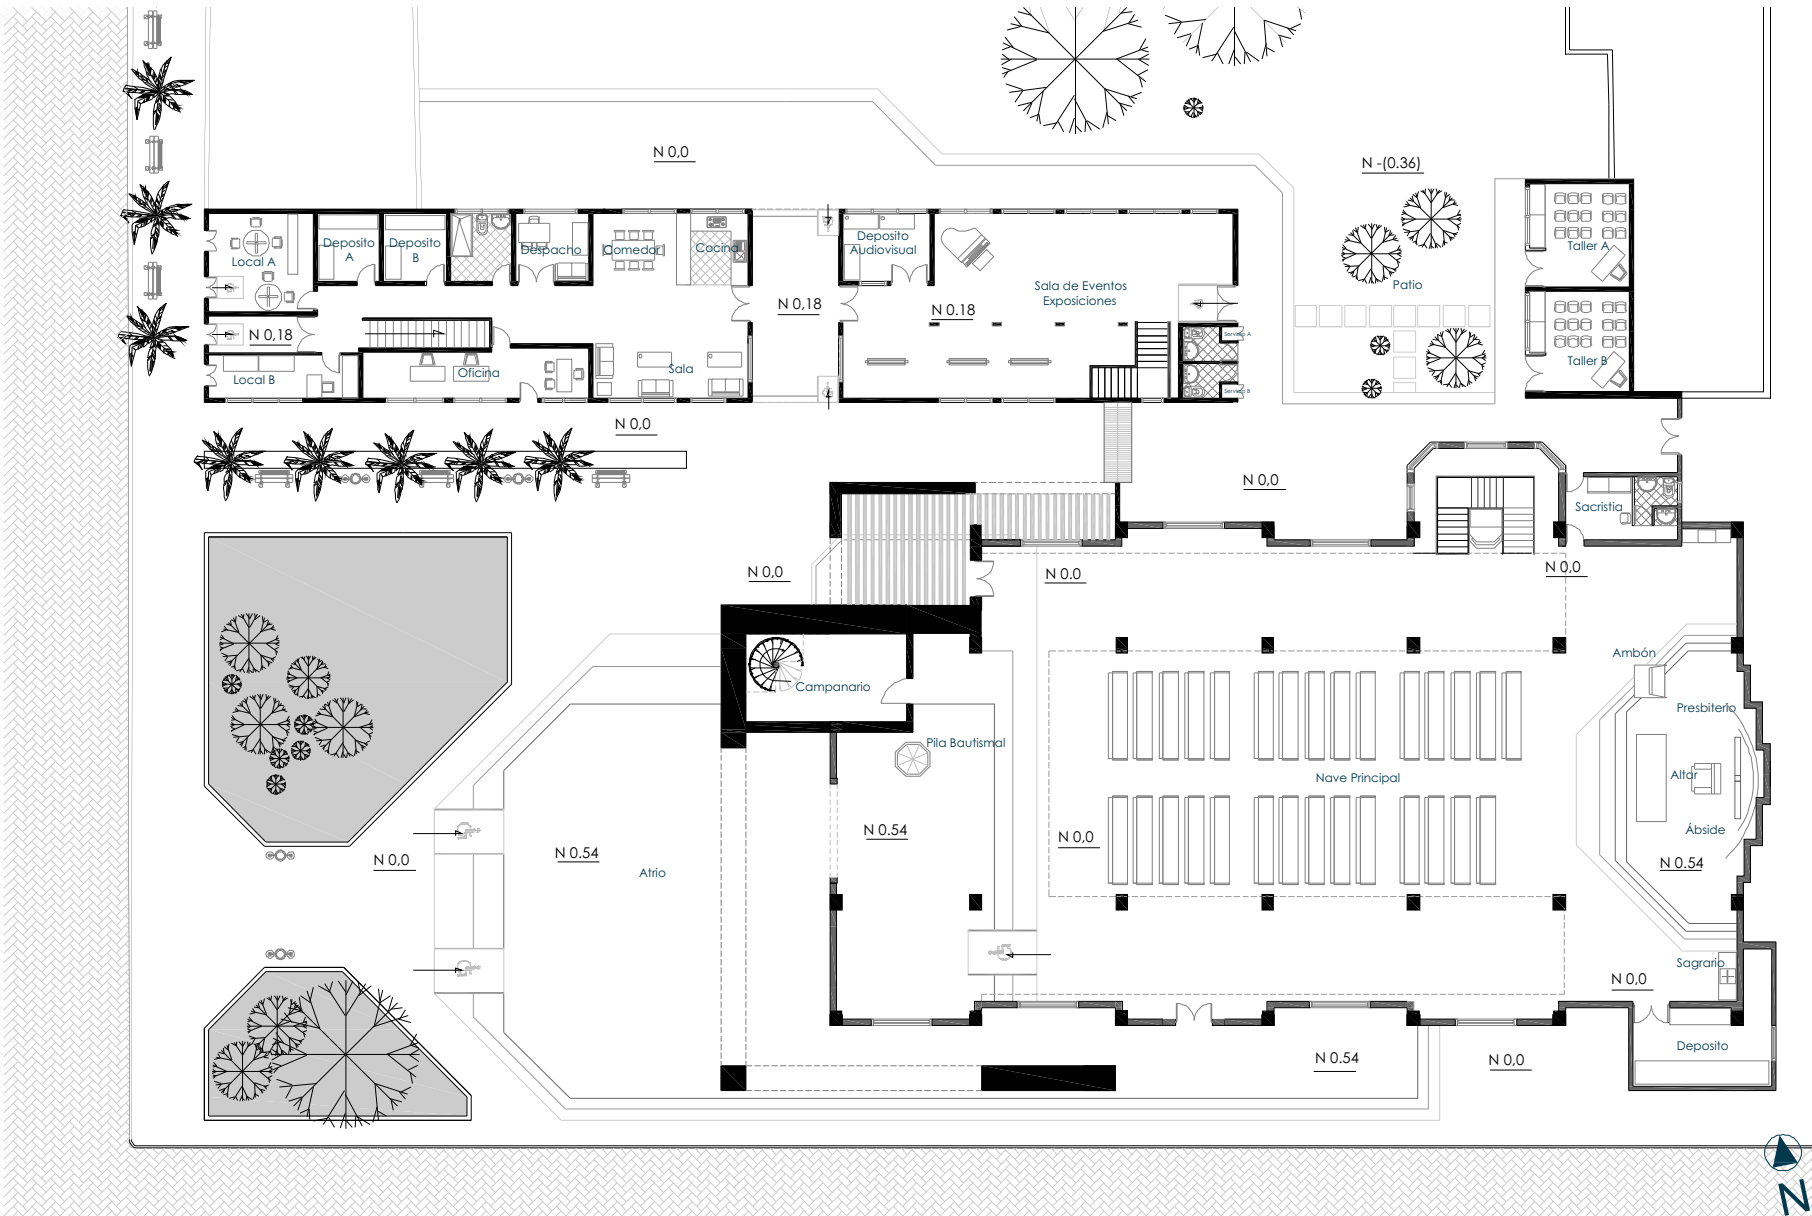 N 0,0
N -(0.36)
Local A
Deposito
A
Deposito
B
Despacho
Comedor
Cocina
Deposito
Audiovisual
Taller A
N 0,18
N 0.18
Sala de Eventos
Exposiciones
Patio
N 0,18
Servicio A
Local B
Oficina
Sala
Servicio B
Taller B
N 0,0
N 0,0
Sacristia
N 0,0
N 0.0
N 0,0
Campanario
Ambón
Presbiterio
Pila Bautismal
Nave Principal
Altar
N 0.54
N 0,0
Ábside
N 0.54
N 0,0
Atrio
N 0.54
Sagrario
N 0,0
Deposito
N 0.54
N 0,0
N